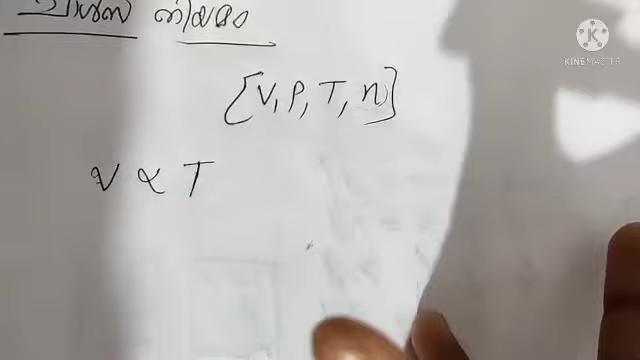 ചാൾസ് നിയമം
[V, P, T, n]
V ∝ T
KINEMASTER